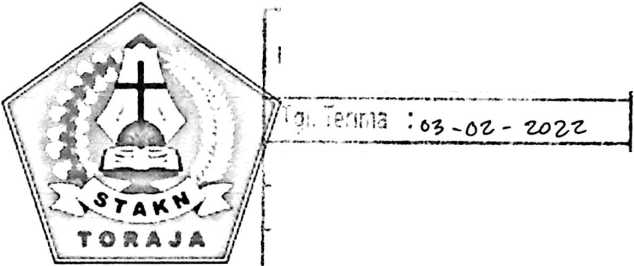 Tgl. Terima : 03-02-2022
STAKN
TORAJA